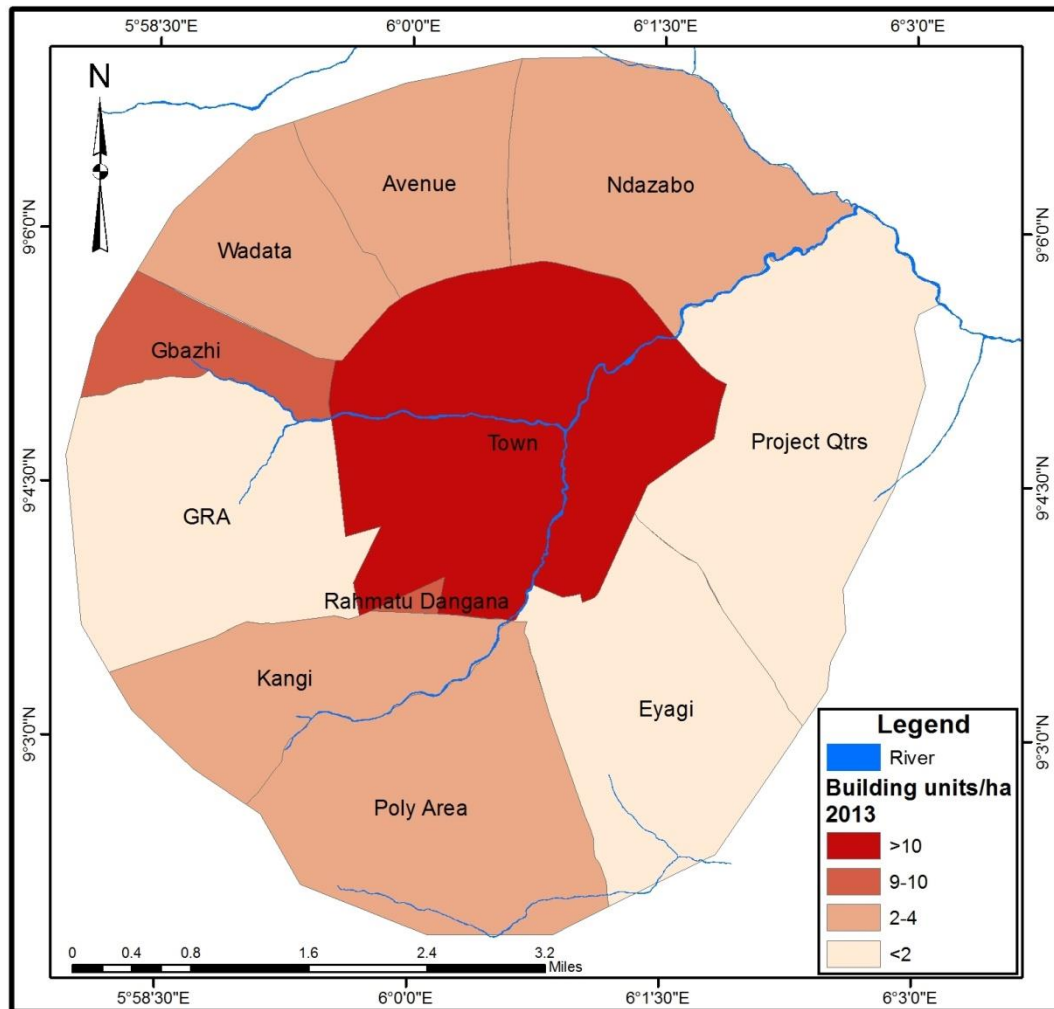 5°58'30"E 6°0'0"E 6°1'30"E 6°3'0"E
N
Avenue
Ndazabo
9°6'0"N
9°6'0"N
Wadata
Gbazhi
Town
Project Qtrs
9°4'30"N
9°4'30"N
GRA
Rahmatu Dangana
Kangi
Eyagi
9°3'0"N
9°3'0"N
Poly Area
Legend
River
Building units/ha
2013
>10
9-10
2-4
<2
0 0.4 0.8 1.6 2.4 3.2
Miles
5°58'30"E 6°0'0"E 6°1'30"E 6°3'0"E